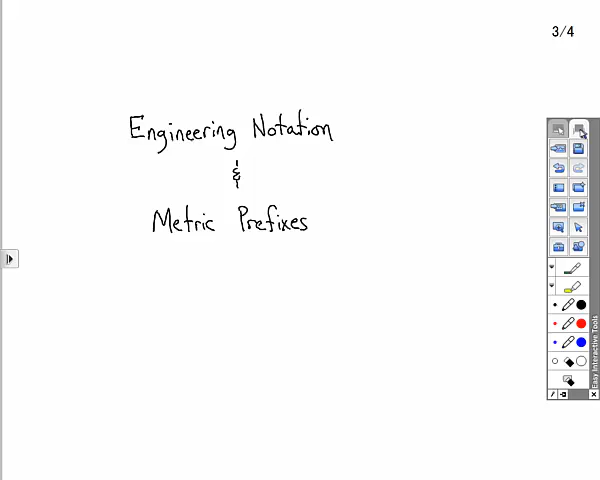 3/4
Engineering Notation
&
Metric Prefixes
Easy Interactive Tools